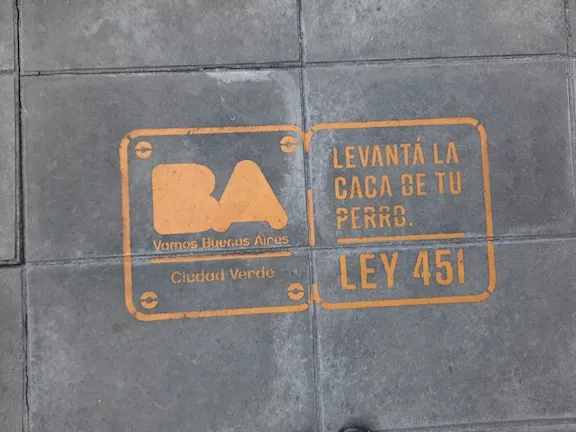 BA
Vamos Buenos Aires
Ciudad Verde
LEVANTÁ LA
CACA DE TU
PERRO.
LEY 451